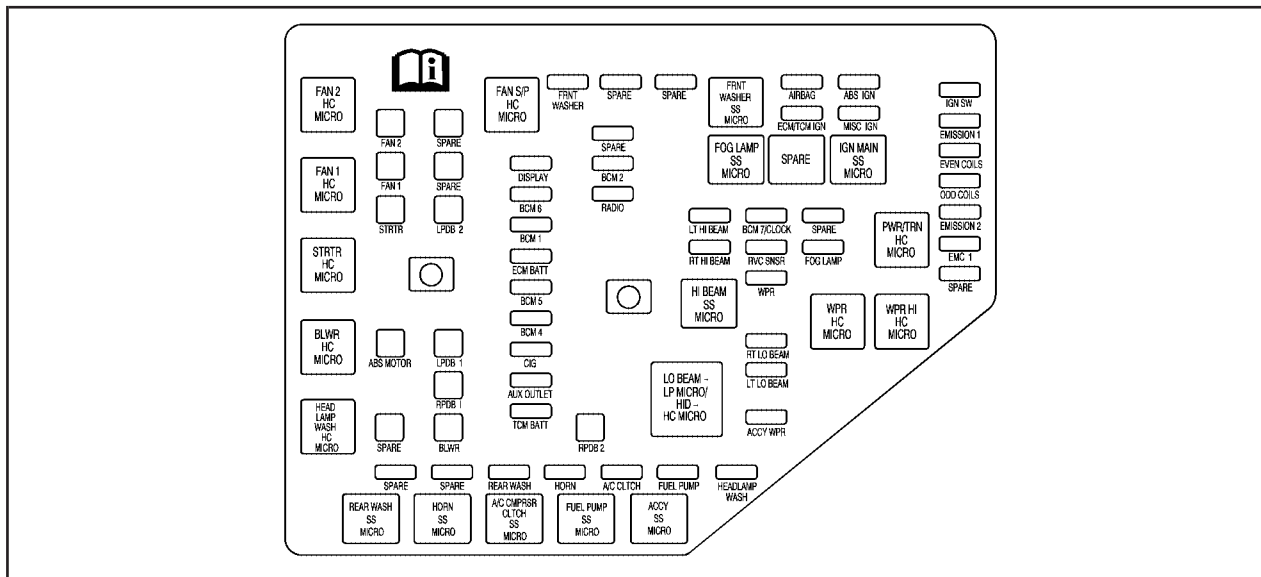 i
FAN 2
HC
MICRO
FAN S/P
HC
MICRO
FRNT
WASHER
SPARE
SPARE
FRNT
WASHER
SS
MICRO
AIRBAG
ABS IGN
IGN SW
FAN 2
SPARE
ECM/TCM IGN
MISC IGN
EMISSION 1
SPARE
FOG LAMP
SS
MICRO
SPARE
IGN MAIN
SS
MICRO
EVEN COILS
FAN 1
HC
MICRO
FAN 1
SPARE
DISPLAY
BCM 2
ODD COILS
STRTR
LPDB 2
BCM 6
RADIO
EMISSION 2
BCM 1
LT HI BEAM
BCM 7/CLOCK
SPARE
PWR/TRN
HC
MICRO
EMC 1
STRTR
HC
MICRO
ECM BATT
RT HI BEAM
RVC SNSR
FOG LAMP
SPARE
BCM 5
HI BEAM
SS
MICRO
WPR
WPR
HC
MICRO
WPR HI
HC
MICRO
BLWR
HC
MICRO
ABS MOTOR
LPDB 1
BCM 4
RT LO BEAM
CIG
LT LO BEAM
RPDB 1
AUX OUTLET
LO BEAM –
LP MICRO/
HID –
HC MICRO
HEAD
LAMP
WASH
HC
MICRO
SPARE
BLWR
TCM BATT
RPDB 2
ACCY WPR
SPARE
SPARE
REAR WASH
HORN
A/C CLTCH
FUEL PUMP
HEADLAMP
WASH
REAR WASH
SS
MICRO
HORN
SS
MICRO
A/C CMPRSR
CLTCH
SS
MICRO
FUEL PUMP
SS
MICRO
ACCY
SS
MICRO